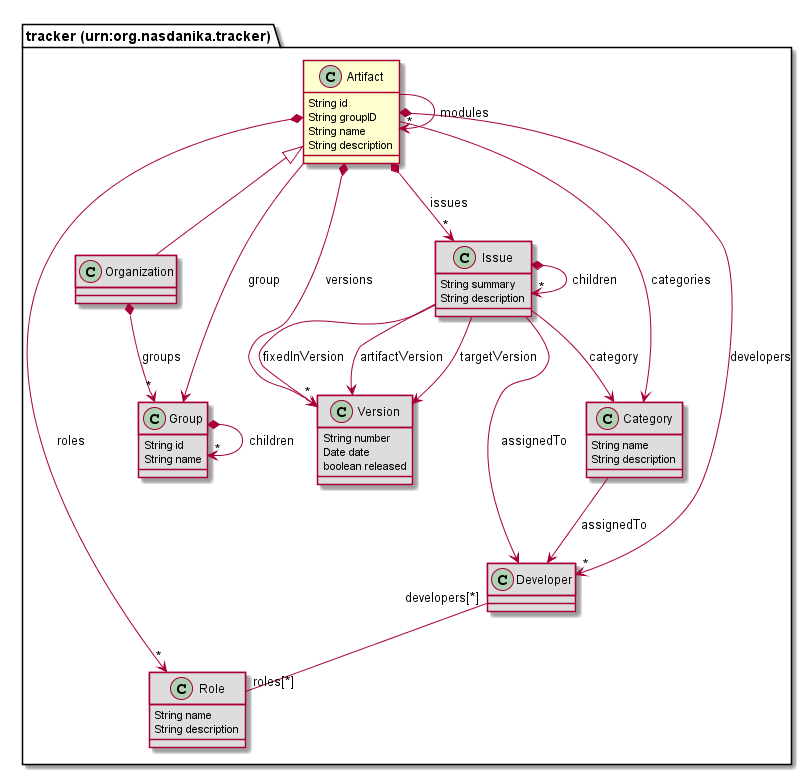 tracker (urn:org.nasdanika.tracker)
C Artifact
String id
String groupID
String name
String description
modules
*
issues
*
C Organization
C Issue
String summary
String description
children
*
group
versions
categories
groups
*
fixedInVersion
artifactVersion
targetVersion
category
developers
*
C Group
String id
String name
children
*
C Version
String number
Date date
boolean released
C Category
String name
String description
roles
assignedTo
assignedTo
*
C Developer
developers[*]
*
roles[*]
C Role
String name
String description